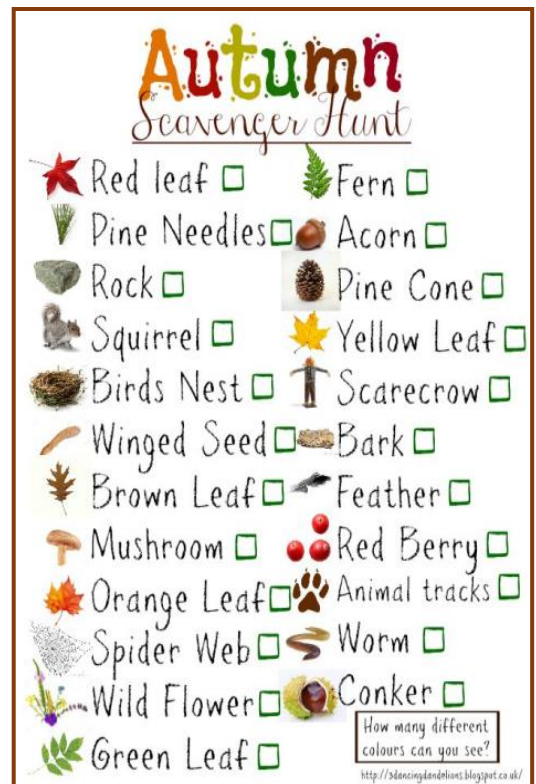 Autumn
Scavenger Hunt
Red leaf
Pine Needles
Rock
Squirrel
Birds Nest
Winged Seed
Brown Leaf
Mushroom
Orange Leaf
Spider Web
Wild Flower
Green Leaf
Fern
Acorn
Pine Cone
Yellow Leaf
Scarecrow
Bark
Feather
Red Berry
Animal tracks
Worm
Conker
How many different
colours can you see?
http://3dancingdandelions.blogspot.co.uk/